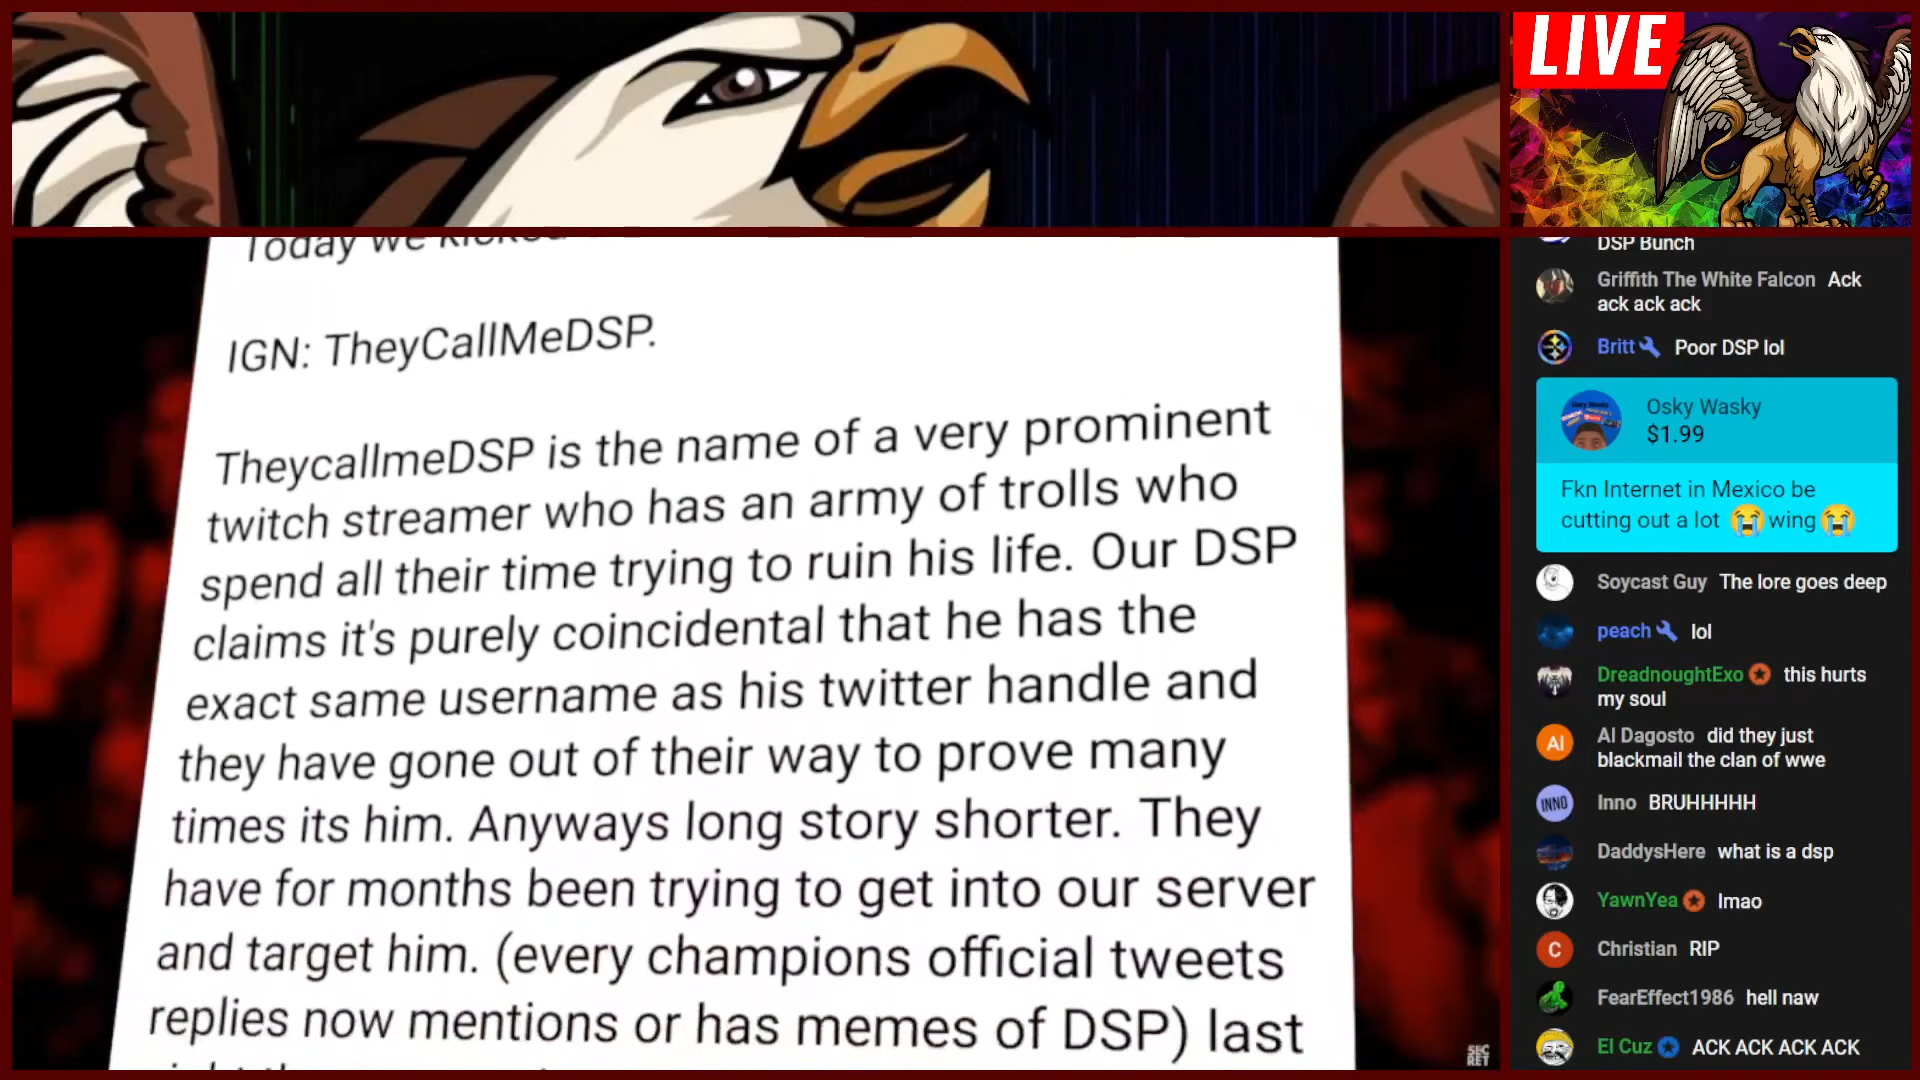 LIVE
Today we kicked
IGN: TheyCallMeDSP.
TheycallmeDSP is the name of a very prominent
twitch streamer who has an army of trolls who
spend all their time trying to ruin his life. Our DSP
claims it's purely coincidental that he has the
exact same username as his twitter handle and
they have gone out of their way to prove many
times its him. Anyways long story shorter. They
have for months been trying to get into our server
and target him. (every champions official tweets
replies now mentions or has memes of DSP) last
SEC
RET
DSP Bunch
Griffith The White Falcon Ack
ack ack ack
Britt Poor DSP lol
Osky Wasky
$1.99
Fkn Internet in Mexico be
cutting out a lot 😭 wing 😭
Soycast Guy The lore goes deep
peach lol
DreadnoughtExo this hurts
my soul
Al Al Dagosto did they just
blackmail the clan of wwe
INNO Inno BRUHHHHH
DaddysHere what is a dsp
YawnYea lmao
C Christian RIP
FearEffect1986 hell naw
El Cuz ACK ACK ACK ACK